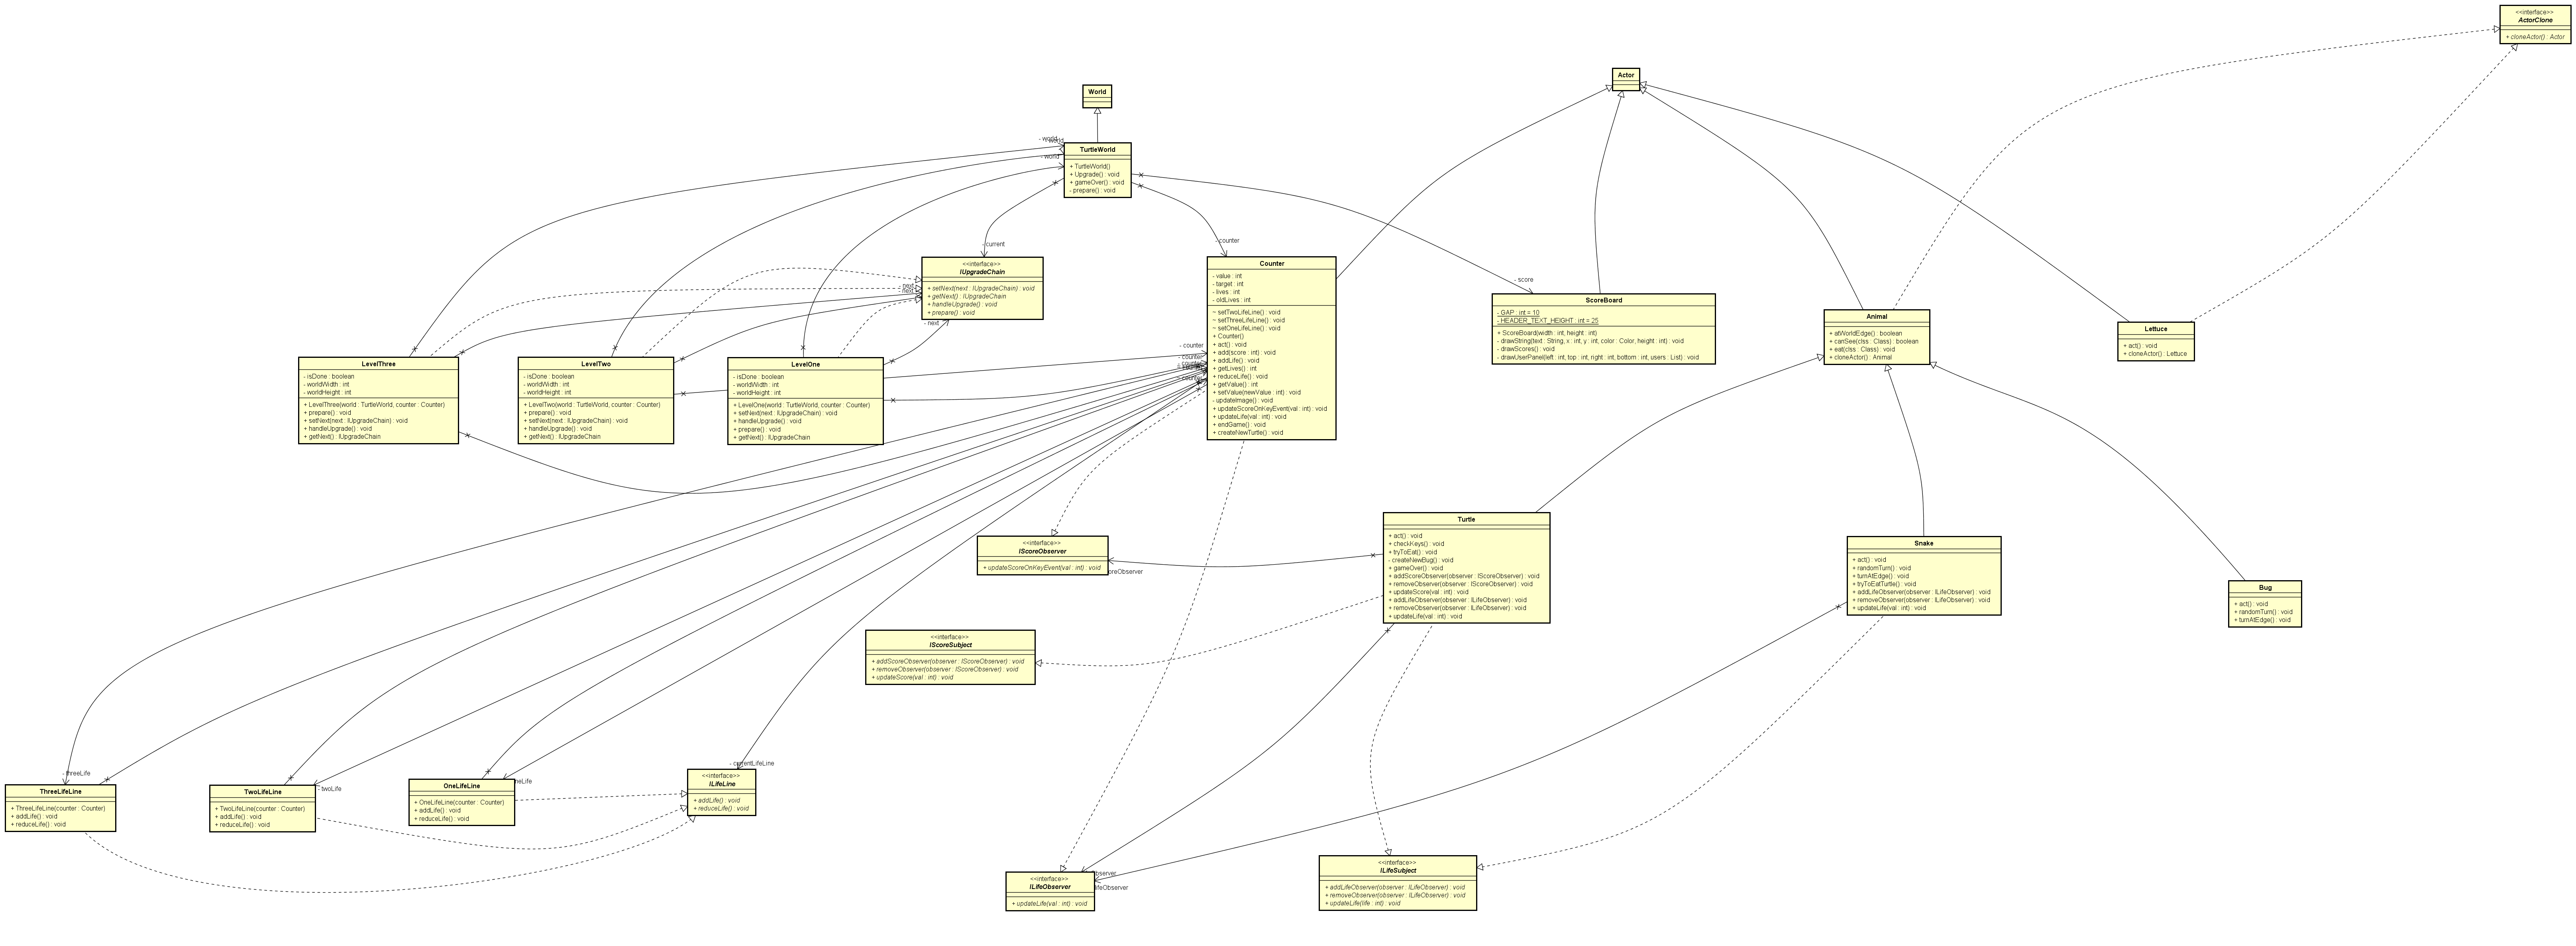 <<interface>>
ActorClone
+ cloneActor() : Actor
Actor
World
- world
- world
TurtleWorld
+ TurtleWorld()
+ Upgrade() : void
+ gameOver() : void
- prepare() : void
- current
- counter
- score
<<interface>>
IUpgradeChain
+ setNext(next : IUpgradeChain) : void
+ getNext() : IUpgradeChain
+ handleUpgrade() : void
+ prepare() : void
- next
- next
- next
Counter
- value : int
- target : int
- lives : int
- oldLives : int
~ setTwoLifeLine() : void
~ setThreeLifeLine() : void
~ setOneLifeLine() : void
+ Counter()
+ act() : void
+ add(score : int) : void
+ addLife() : void
+ getLives() : int
+ reduceLife() : void
+ getValue() : int
+ setValue(newValue : int) : void
- updateImage() : void
+ updateScoreOnKeyEvent(val : int) : void
+ updateLife(val : int) : void
+ endGame() : void
+ createNewTurtle() : void
ScoreBoard
- GAP : int = 10
- HEADER_TEXT_HEIGHT : int = 25
+ ScoreBoard(width : int, height : int)
- drawString(text : String, x : int, y : int, color : Color, height : int) : void
- drawScores() : void
- drawUserPanel(left : int, top : int, right : int, bottom : int, users : List) : void
Animal
+ atWorldEdge() : boolean
+ canSee(clss : Class) : boolean
+ eat(clss : Class) : void
+ cloneActor() : Animal
Lettuce
+ act() : void
+ cloneActor() : Lettuce
LevelThree
- isDone : boolean
- worldWidth : int
- worldHeight : int
+ LevelThree(world : TurtleWorld, counter : Counter)
+ prepare() : void
+ setNext(next : IUpgradeChain) : void
+ handleUpgrade() : void
+ getNext() : IUpgradeChain
LevelTwo
- isDone : boolean
- worldWidth : int
- worldHeight : int
+ LevelTwo(world : TurtleWorld, counter : Counter)
+ prepare() : void
+ setNext(next : IUpgradeChain) : void
+ handleUpgrade() : void
+ getNext() : IUpgradeChain
LevelOne
- isDone : boolean
- worldWidth : int
- worldHeight : int
+ LevelOne(world : TurtleWorld, counter : Counter)
+ setNext(next : IUpgradeChain) : void
+ handleUpgrade() : void
+ prepare() : void
+ getNext() : IUpgradeChain
- counter
- counter
- counter
<<interface>>
IScoreObserver
+ updateScoreOnKeyEvent(val : int) : void
oreObserver
Turtle
+ act() : void
+ checkKeys() : void
+ tryToEat() : void
- createNewBug() : void
+ gameOver() : void
+ addScoreObserver(observer : IScoreObserver) : void
+ removeObserver(observer : IScoreObserver) : void
+ updateScore(val : int) : void
+ addLifeObserver(observer : ILifeObserver) : void
+ removeObserver(observer : ILifeObserver) : void
+ updateLife(val : int) : void
Snake
+ act() : void
+ randomTurn() : void
+ turnAtEdge() : void
+ tryToEatTurtle() : void
+ addLifeObserver(observer : ILifeObserver) : void
+ removeObserver(observer : ILifeObserver) : void
+ updateLife(val : int) : void
Bug
+ act() : void
+ randomTurn() : void
+ turnAtEdge() : void
<<interface>>
IScoreSubject
+ addScoreObserver(observer : IScoreObserver) : void
+ removeObserver(observer : IScoreObserver) : void
+ updateScore(val : int) : void
- threeLife
- twoLife
neLife
- currentLifeLine
ThreeLifeLine
+ ThreeLifeLine(counter : Counter)
+ addLife() : void
+ reduceLife() : void
TwoLifeLine
+ TwoLifeLine(counter : Counter)
+ addLife() : void
+ reduceLife() : void
OneLifeLine
+ OneLifeLine(counter : Counter)
+ addLife() : void
+ reduceLife() : void
<<interface>>
ILifeLine
+ addLife() : void
+ reduceLife() : void
<<interface>>
ILifeObserver
+ updateLife(val : int) : void
bserver
lifeObserver
<<interface>>
ILifeSubject
+ addLifeObserver(observer : ILifeObserver) : void
+ removeObserver(observer : ILifeObserver) : void
+ updateLife(life : int) : void